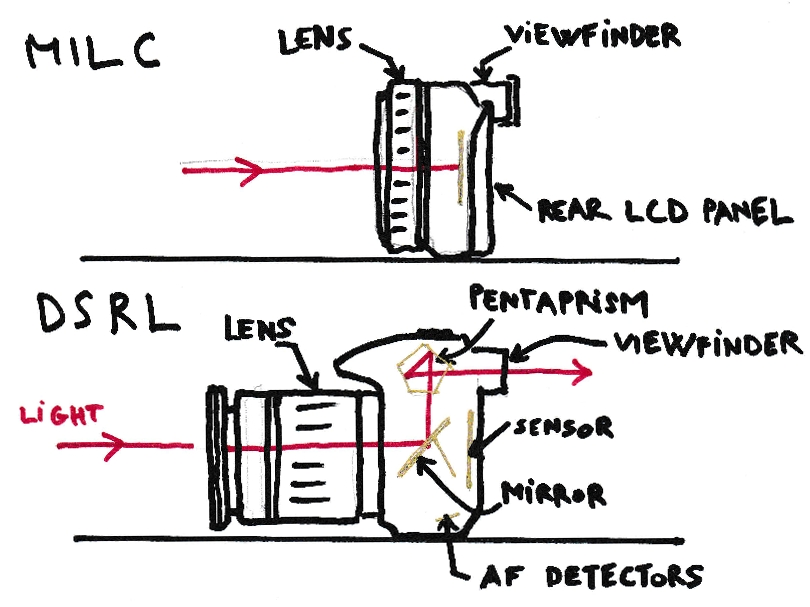 MILC
LENS
VIEWFINDER
REAR LCD PANEL
DSRL
PENTAPRISM
LENS
VIEWFINDER
LIGHT
SENSOR
MIRROR
AF DETECTORS